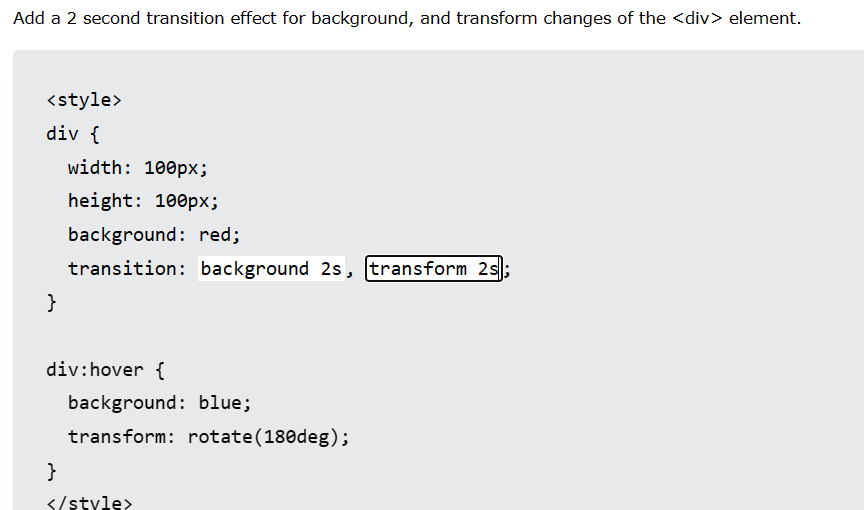 Add a 2 second transition effect for background, and transform changes of the <div> element.
<style>
div {
width: 100px;
height: 100px;
background: red;
transition: background 2s, transform 2s;
}
div:hover {
background: blue;
transform: rotate(180deg);
}
</style>